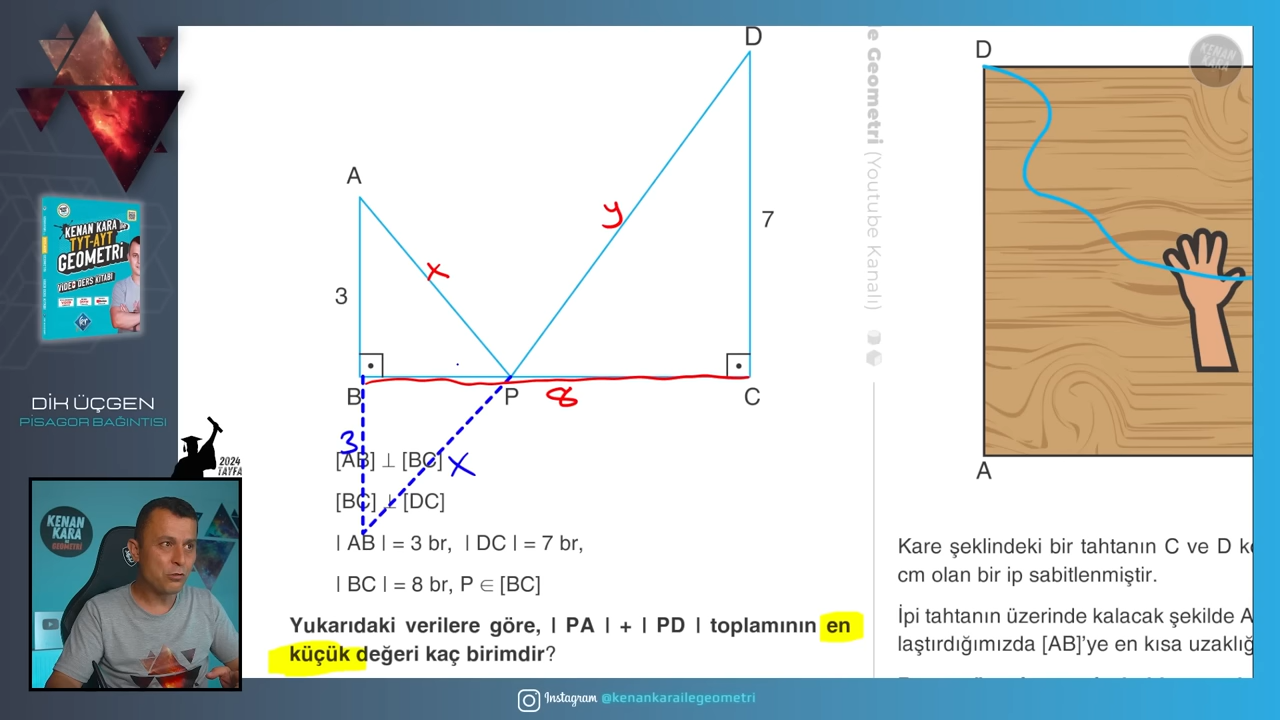 KENAN KARA
TYT-AYT
GEOMETRİ
VİDEO DERS KİTABI
DİK ÜÇGEN
PİSAGOR BAĞINTISI
2024
TAYFA
KENAN
KARA
GEOMETRİ
A
D
x
y
3
7
B
P
C
8
3
x
[AB] ⊥ [BC]
[BC] ⊥ [DC]
| AB | = 3 br, | DC | = 7 br,
| BC | = 8 br, P ∈ [BC]
Yukarıdaki verilere göre, | PA | + | PD | toplamının en
küçük değeri kaç birimdir?
e Geometri (Youtube Kanalı)
D
KENAN
KARA
A
Kare şeklindeki bir tahtanın C ve D
cm olan bir ip sabitlenmiştir.
İpi tahtanın üzerinde kalacak şekilde A
laştırdığımızda [AB]'ye en kısa uzaklığ
Instagram @kenankarailegeometri